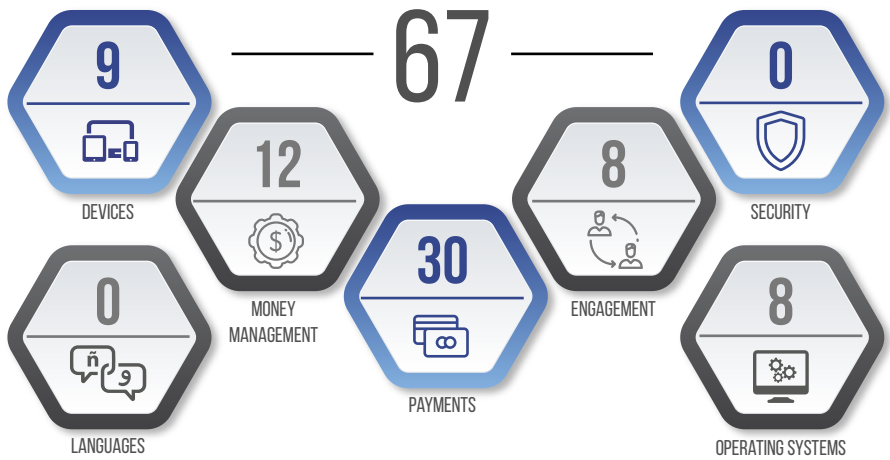 67
9
DEVICES
12
MONEY
MANAGEMENT
30
PAYMENTS
8
ENGAGEMENT
0
SECURITY
0
ñ
و
LANGUAGES
8
OPERATING SYSTEMS
$